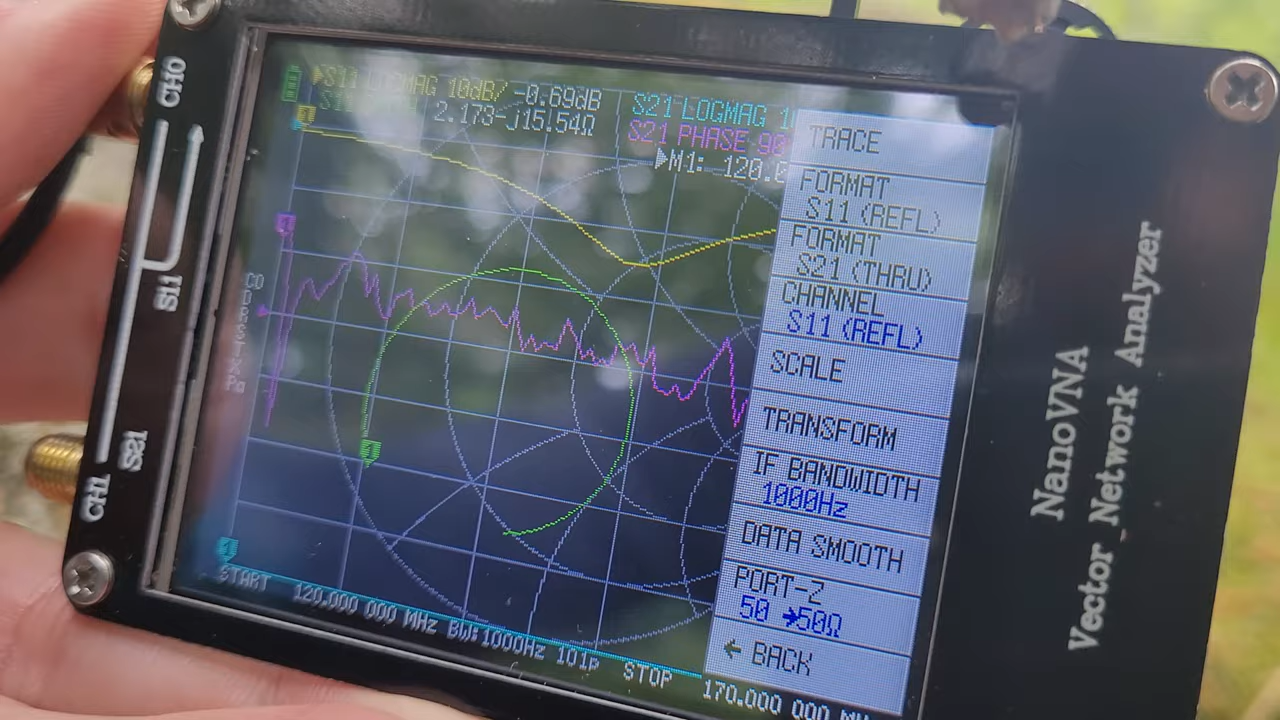 CH0
S11
S21
CH1
S11 LOGMAG 10dB/ -0.69dB
2.173-j15.54Ω
S21 LOGMAG 1
S21 PHASE 90
M1: 120.0
TRACE
FORMAT
S11 (REFL)
FORMAT
S21 (THRU)
CHANNEL
S11 (REFL)
SCALE
TRANSFORM
IF BANDWIDTH
1000Hz
DATA SMOOTH
PORT-Z
50 →50Ω
← BACK
START 120.000 000 MHz BW:1000Hz 101p STOP 170.000 000 MH
NanoVNA
Vector Network Analyzer